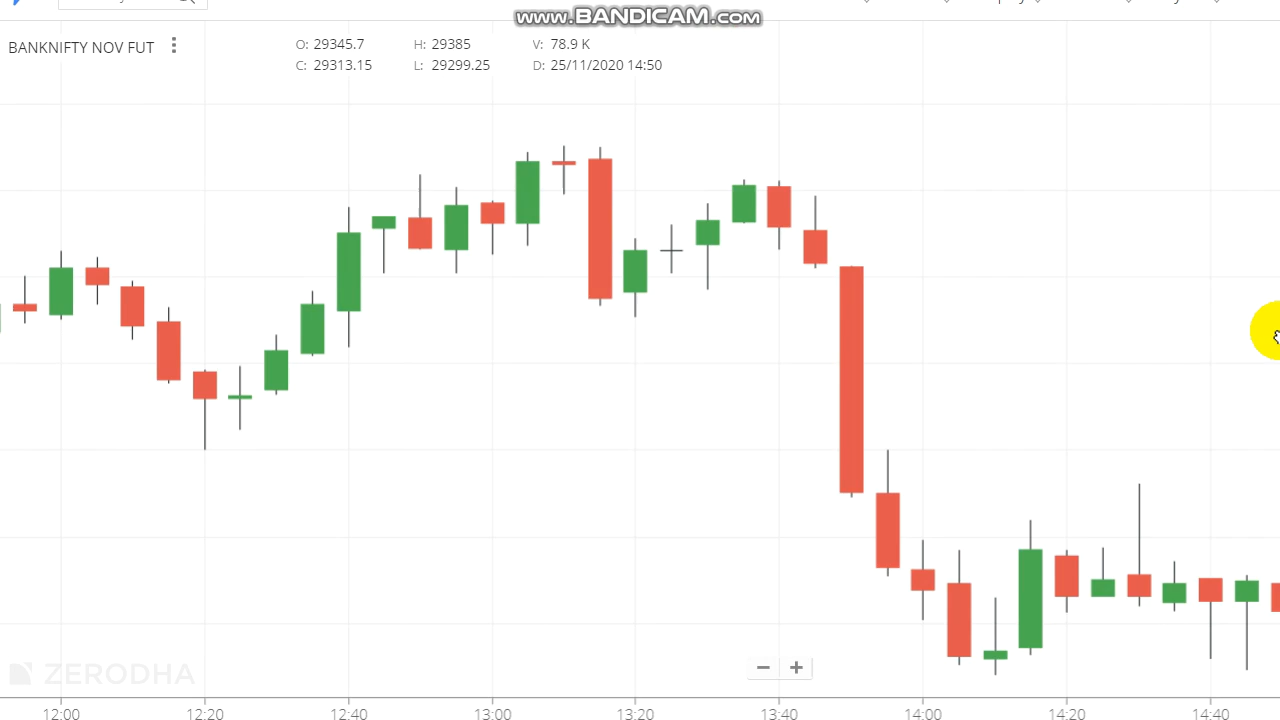 www.BANDICAM.com
BANKNIFTY NOV FUT
O: 29345.7 H: 29385 V: 78.9 K
C: 29313.15 L: 29299.25 D: 25/11/2020 14:50
ZERODHA
12:00 12:20 12:40 13:00 13:20 13:40 14:00 14:20 14:40